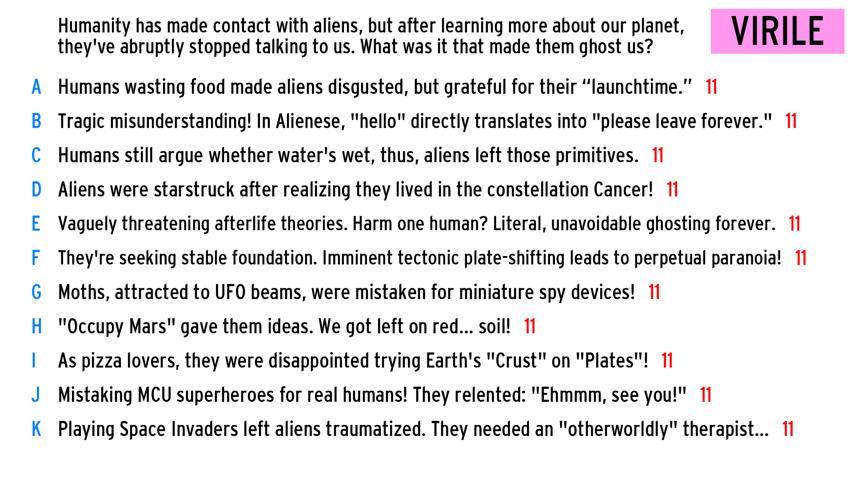 Humanity has made contact with aliens, but after learning more about our planet,
they've abruptly stopped talking to us. What was it that made them ghost us?
VIRILE
A Humans wasting food made aliens disgusted, but grateful for their “launchtime.” 11
B Tragic misunderstanding! In Alienese, "hello" directly translates into "please leave forever." 11
C Humans still argue whether water's wet, thus, aliens left those primitives. 11
D Aliens were starstruck after realizing they lived in the constellation Cancer! 11
E Vaguely threatening afterlife theories. Harm one human? Literal, unavoidable ghosting forever. 11
F They're seeking stable foundation. Imminent tectonic plate-shifting leads to perpetual paranoia! 11
G Moths, attracted to UFO beams, were mistaken for miniature spy devices! 11
H "Occupy Mars" gave them ideas. We got left on red... soil! 11
I As pizza lovers, they were disappointed trying Earth's "Crust" on "Plates"! 11
J Mistaking MCU superheroes for real humans! They relented: "Ehmmm, see you!" 11
K Playing Space Invaders left aliens traumatized. They needed an "otherworldly" therapist... 11